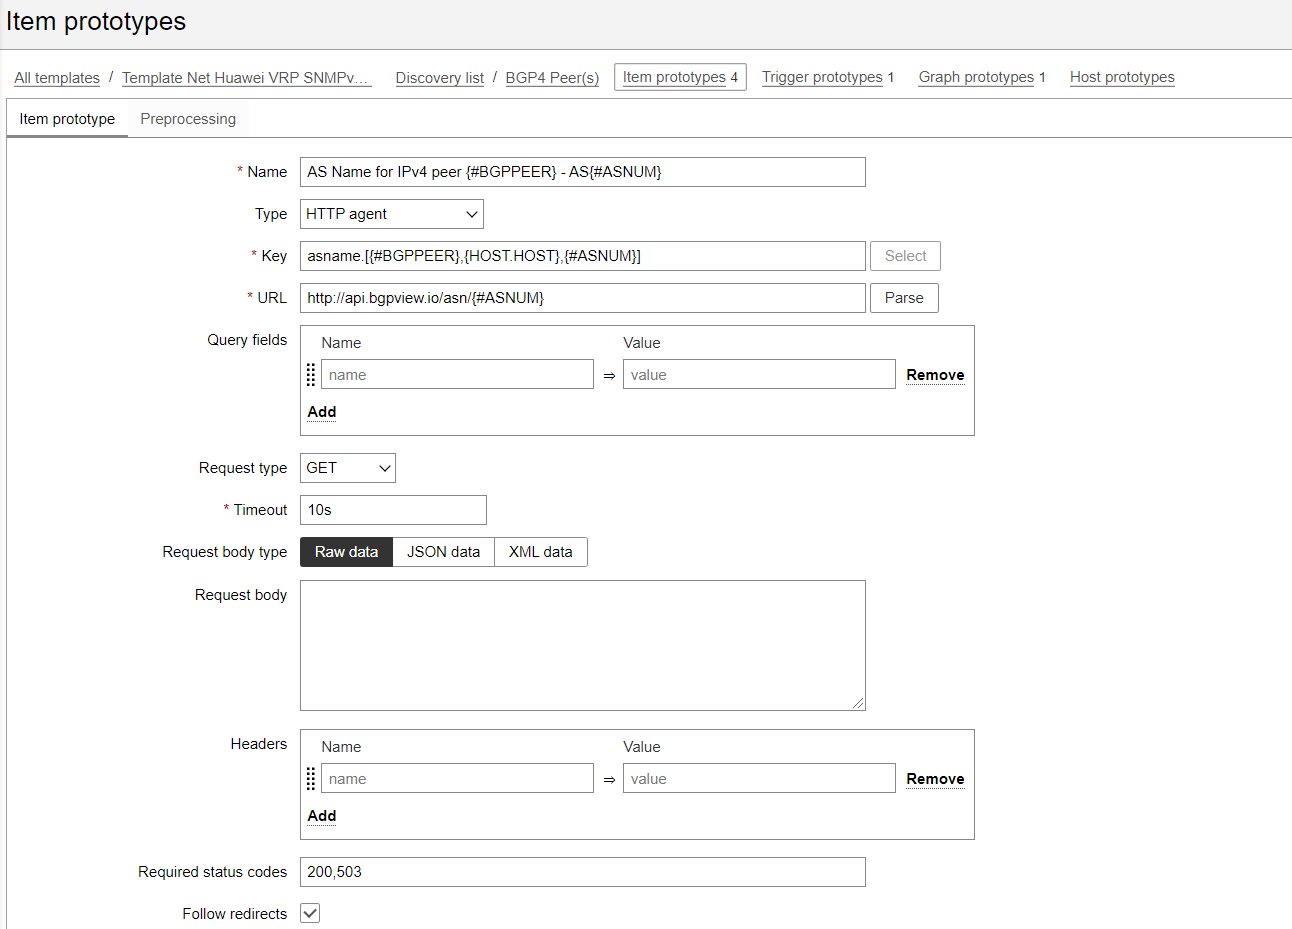 Item prototypes
All templates / Template Net Huawei VRP SNMPv... Discovery list / BGP4 Peer(s) Item prototypes 4 Trigger prototypes 1 Graph prototypes 1 Host prototypes
Item prototype Preprocessing
* Name AS Name for IPv4 peer {#BGPPEER} - AS{#ASNUM}
Type HTTP agent
* Key asname.[{#BGPPEER},{HOST.HOST},{#ASNUM}] Select
* URL http://api.bgpview.io/asn/{#ASNUM} Parse
Query fields Name Value
name ⇒ value Remove
Add
Request type GET
* Timeout 10s
Request body type Raw data JSON data XML data
Request body
Headers Name Value
name ⇒ value Remove
Add
Required status codes 200,503
Follow redirects